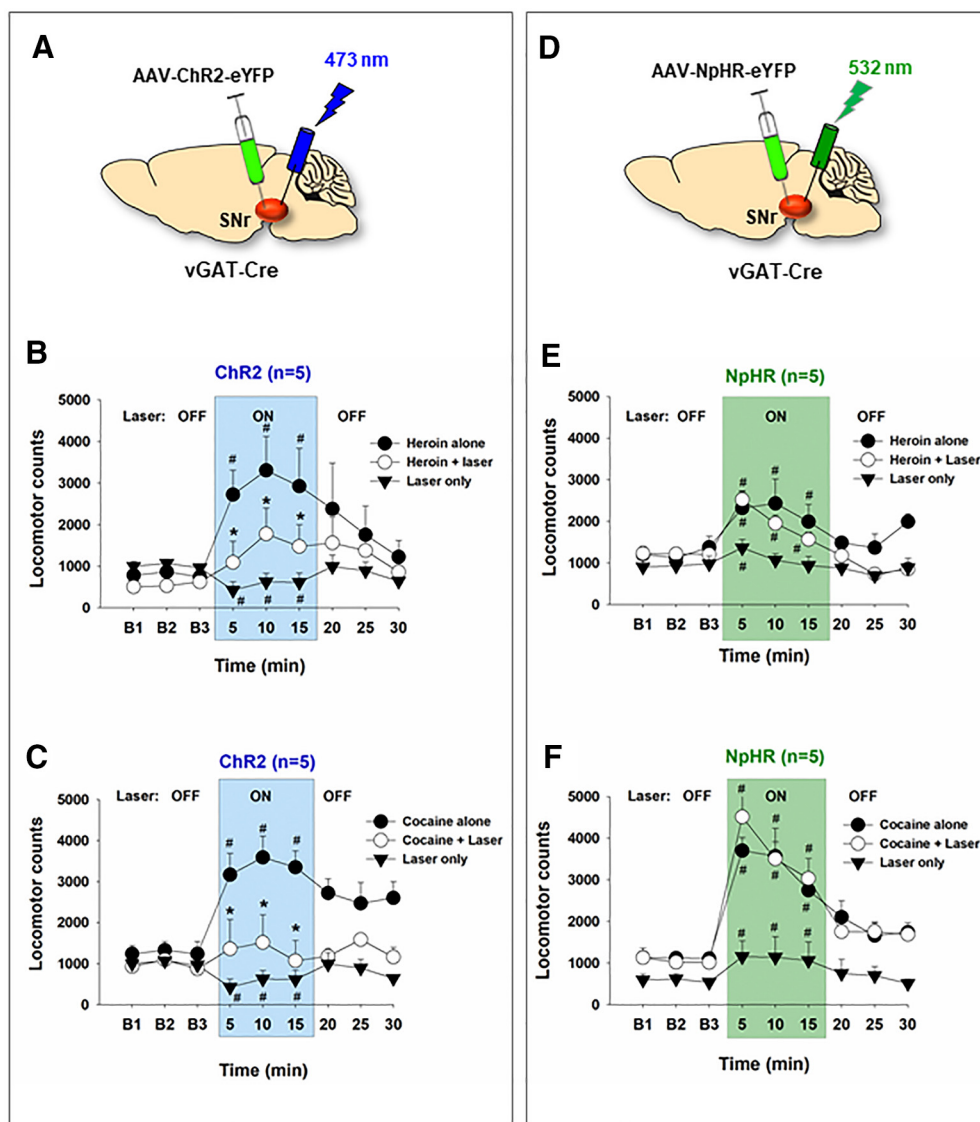 A
473 nm
AAV-ChR2-eYFP
SNr
vGAT-Cre
B
ChR2 (n=5)
5000
4000
3000
2000
1000
0
Laser: OFF ON OFF
Heroin alone
Heroin + laser
Laser only
# # #
* * *
# # #
Locomotor counts
B1 B2 B3 5 10 15 20 25 30
Time (min)
C
ChR2 (n=5)
5000
4000
3000
2000
1000
0
Laser: OFF ON OFF
Cocaine alone
Cocaine + Laser
Laser only
# # #
* * *
# # #
Locomotor counts
B1 B2 B3 5 10 15 20 25 30
Time (min)
D
532 nm
AAV-NpHR-eYFP
SNr
vGAT-Cre
E
NpHR (n=5)
5000
4000
3000
2000
1000
0
Laser: OFF ON OFF
Heroin alone
Heroin + Laser
Laser only
# # #
# # #
#
Locomotor counts
B1 B2 B3 5 10 15 20 25 30
Time (min)
F
NpHR (n=5)
5000
4000
3000
2000
1000
0
Laser: OFF ON OFF
Cocaine alone
Cocaine + Laser
Laser only
# # #
# # #
# # #
Locomotor counts
B1 B2 B3 5 10 15 20 25 30
Time (min)